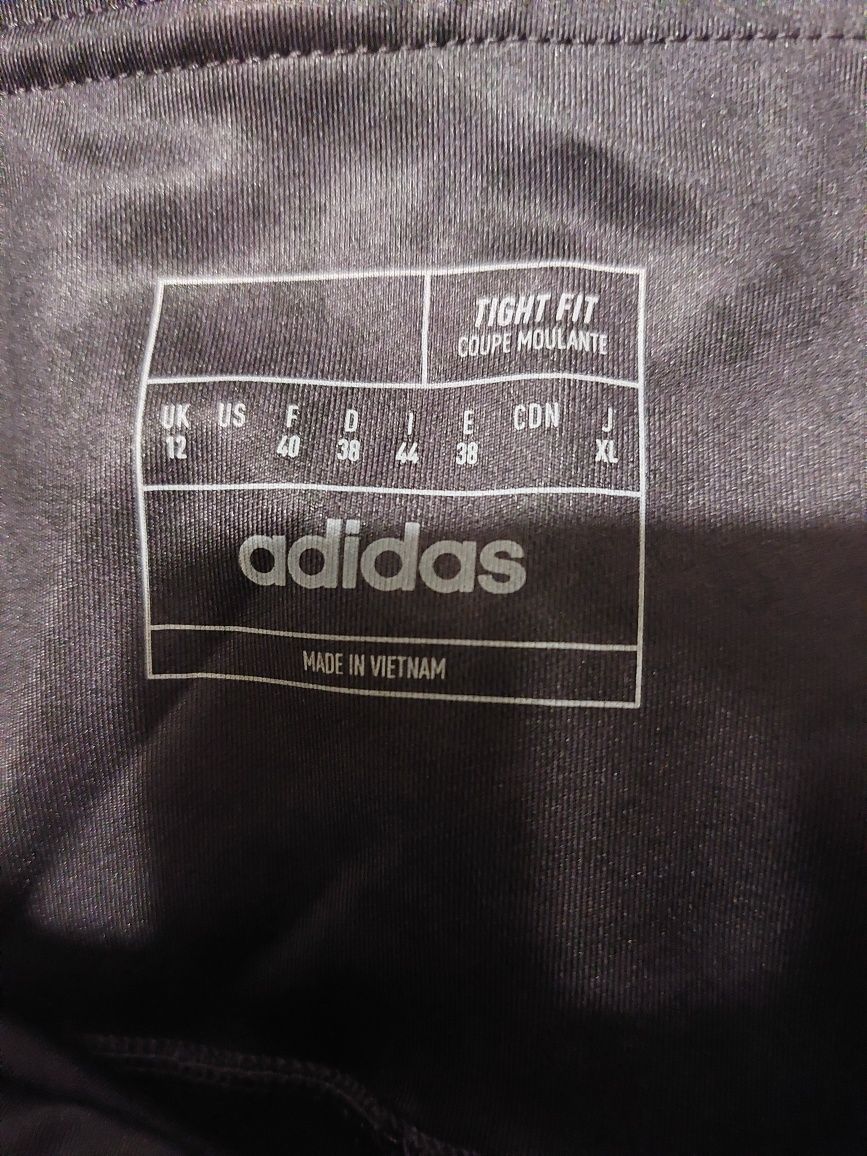 TIGHT FIT
COUPE MOULANTE
UK US F D I E CDN J
12 40 38 44 38 XL
adidas
MADE IN VIETNAM